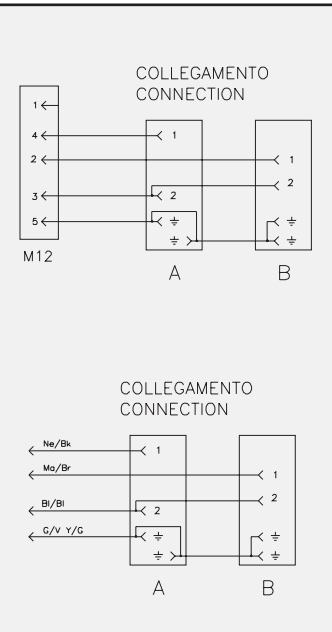 COLLEGAMENTO
CONNECTION
1
4
1
2
1
2
3
2
5
M12
A
B
COLLEGAMENTO
CONNECTION
Ne/Bk
1
Ma/Br
1
2
Bl/Bl
2
G/V Y/G
A
B